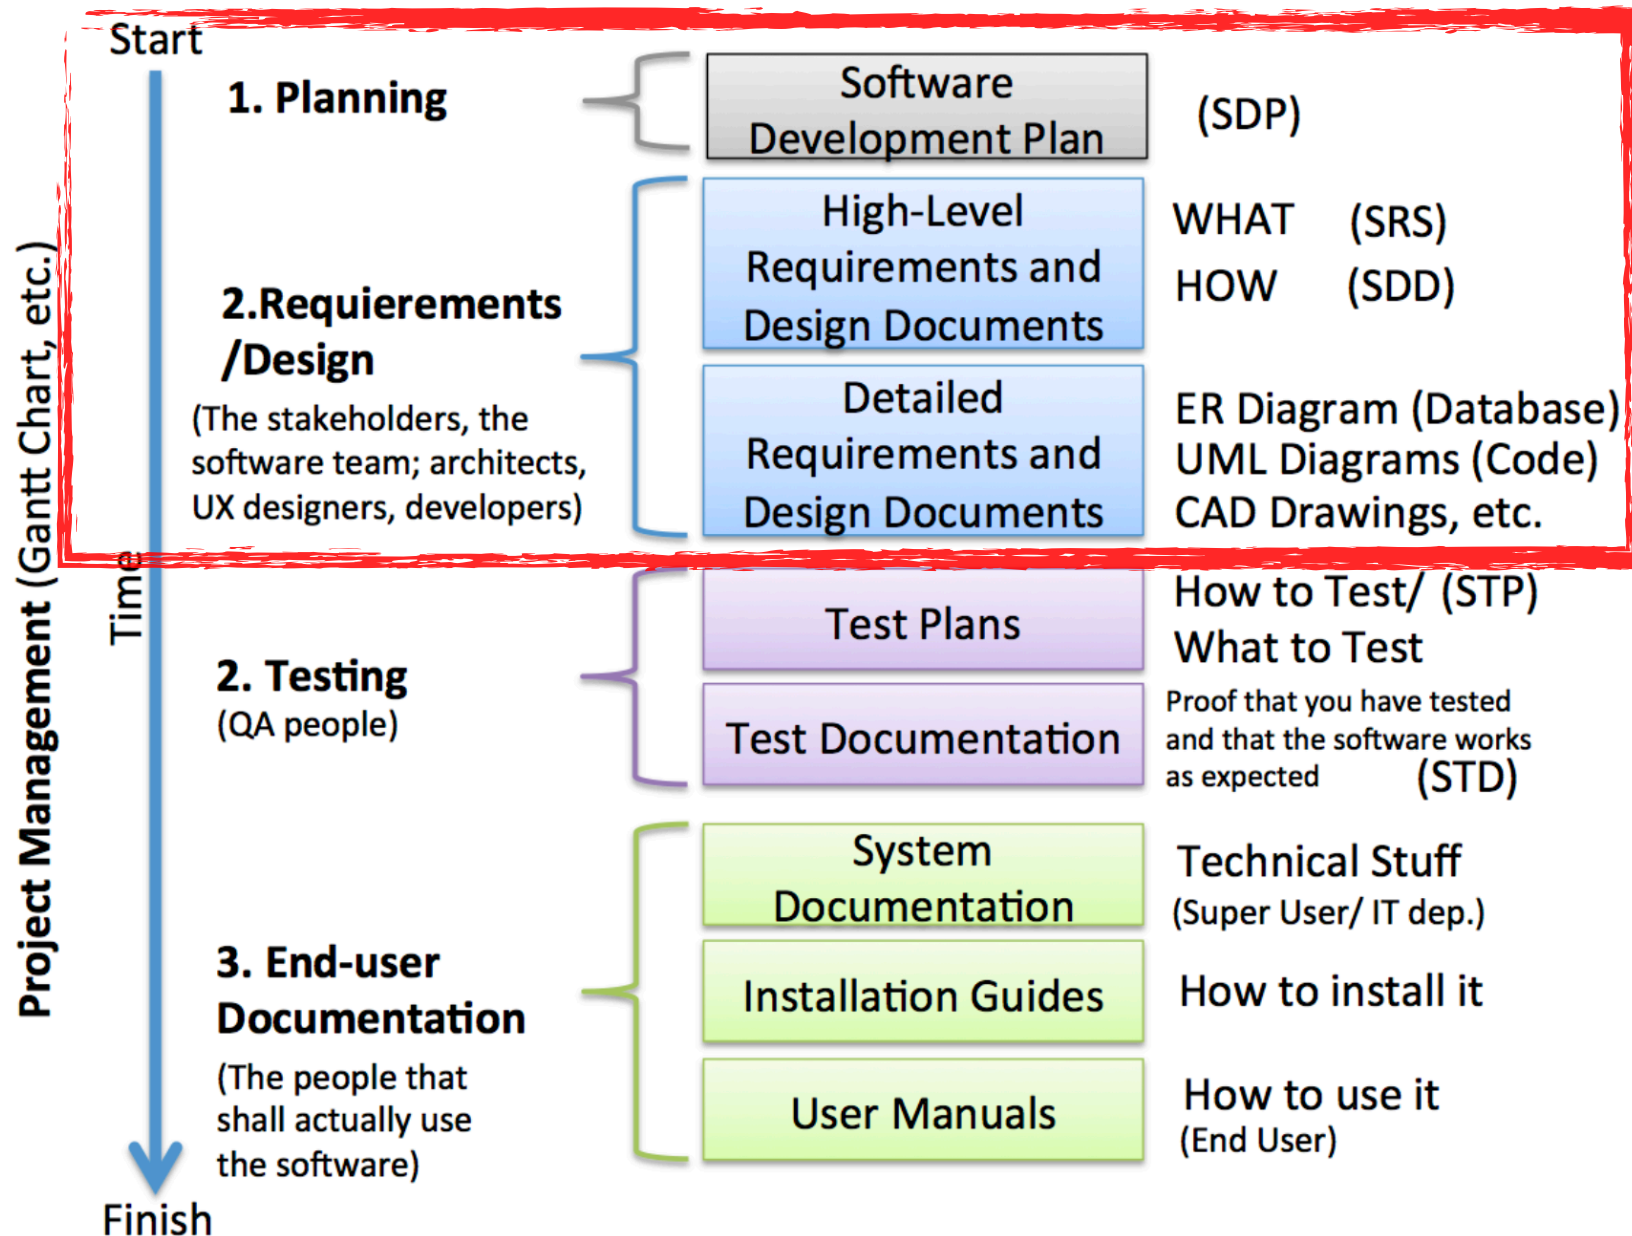 Start
1. Planning
Software
Development Plan
(SDP)
High-Level
Requirements and
Design Documents
WHAT (SRS)
HOW (SDD)
2.Requierements
/Design
(The stakeholders, the
software team; architects,
UX designers, developers)
Detailed
Requirements and
Design Documents
ER Diagram (Database)
UML Diagrams (Code)
CAD Drawings, etc.
Project Management (Gantt Chart, etc.)
Time
2. Testing
(QA people)
Test Plans
How to Test/ (STP)
What to Test
Test Documentation
Proof that you have tested
and that the software works
as expected (STD)
3. End-user
Documentation
(The people that
shall actually use
the software)
System
Documentation
Technical Stuff
(Super User/ IT dep.)
Installation Guides
How to install it
User Manuals
How to use it
(End User)
Finish